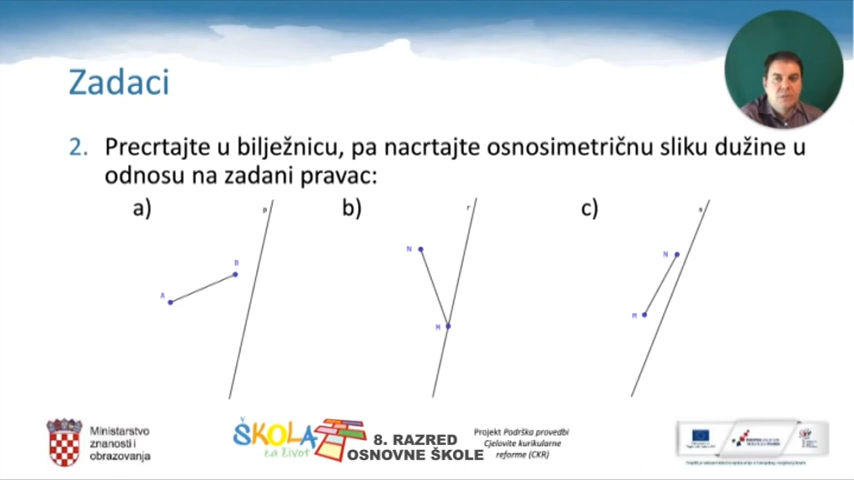 Zadaci
2. Precrtajte u bilježnicu, pa nacrtajte osnosimetričnu sliku dužine u
odnosu na zadani pravac:
a) b) c)
p r s
N N
B
A
M M
Ministarstvo
znanosti i
obrazovanja
ŠKOLA
za život
8. RAZRED
OSNOVNE ŠKOLE
Projekt Podrška provedbi
Cjelovite kurikularne
reforme (CKR)